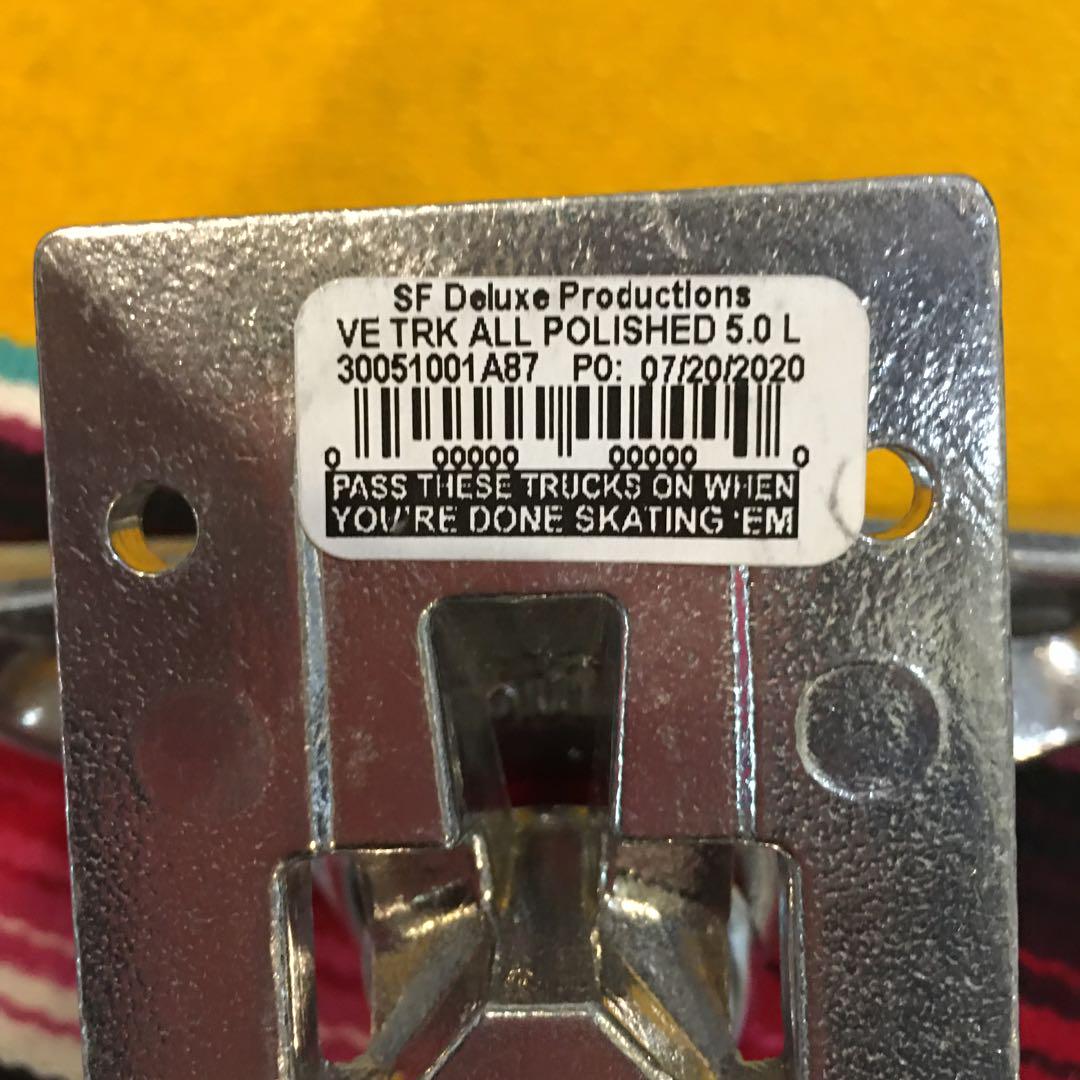 SF Deluxe Productions
VE TRK ALL POLISHED 5.0 L
30051001A87 PO: 07/20/2020
0 00000 00000 0
PASS THESE TRUCKS ON WHEN
YOU'RE DONE SKATING 'EM